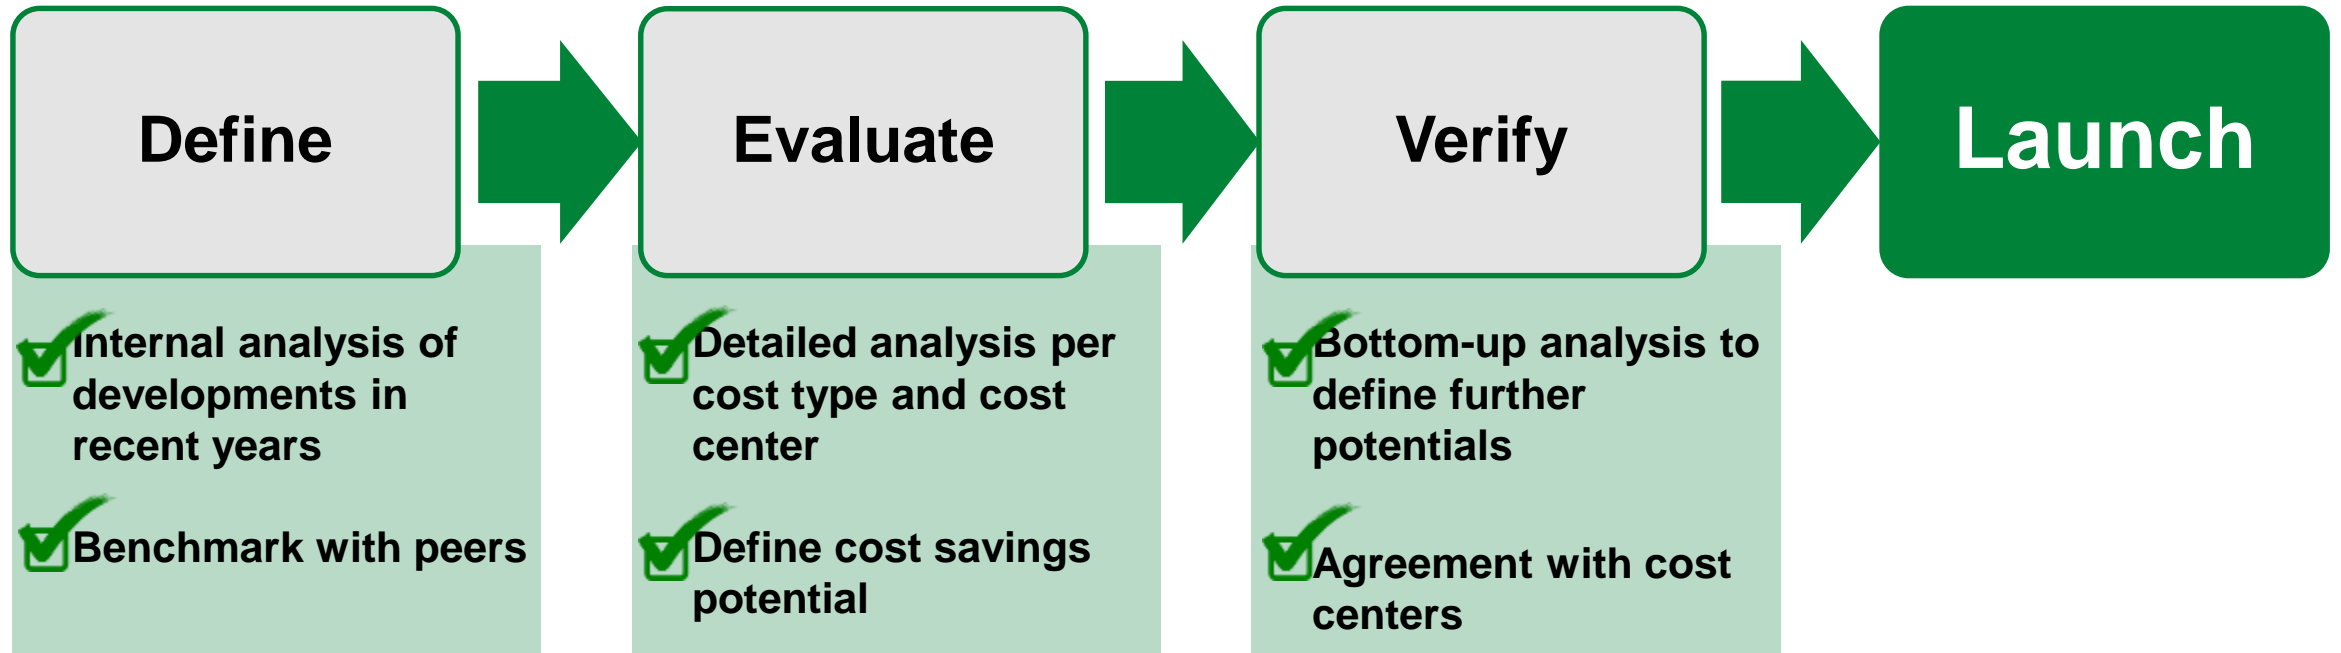 Define
Evaluate
Verify
Launch
Internal analysis of
developments in
recent years
Benchmark with peers
Detailed analysis per
cost type and cost
center
Define cost savings
potential
Bottom-up analysis to
define further
potentials
Agreement with cost
centers